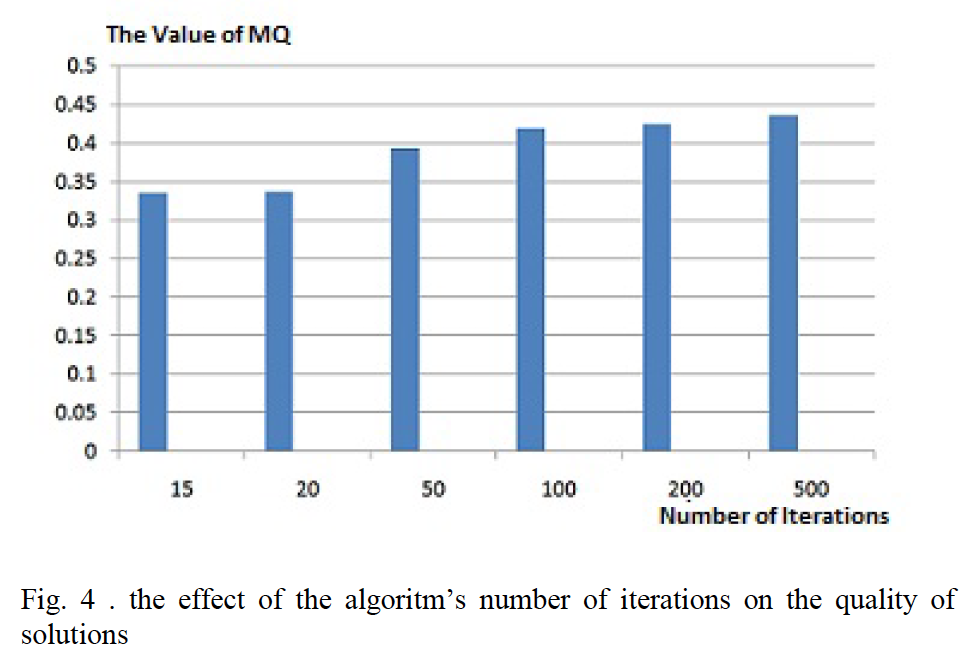 The Value of MQ
0.5
0.45
0.4
0.35
0.3
0.25
0.2
0.15
0.1
0.05
0
15 20 50 100 200 500
Number of Iterations
Fig. 4 . the effect of the algoritm’s number of iterations on the quality of
solutions